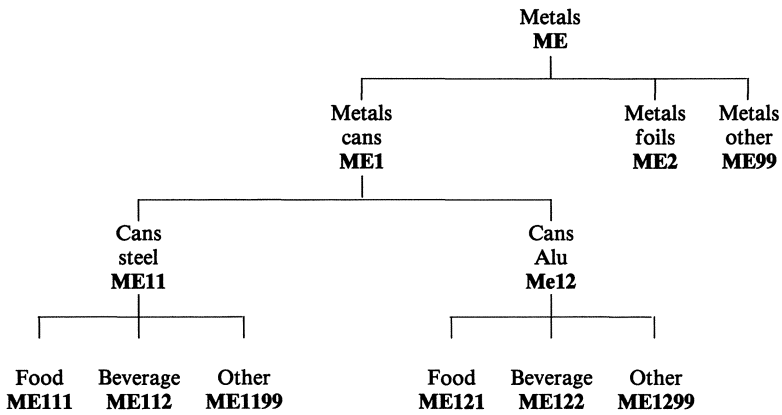 Metals
ME
Metals
cans
ME1
Metals
foils
ME2
Metals
other
ME99
Cans
steel
ME11
Cans
Alu
Me12
Food
ME111
Beverage
ME112
Other
ME1199
Food
ME121
Beverage
ME122
Other
ME1299